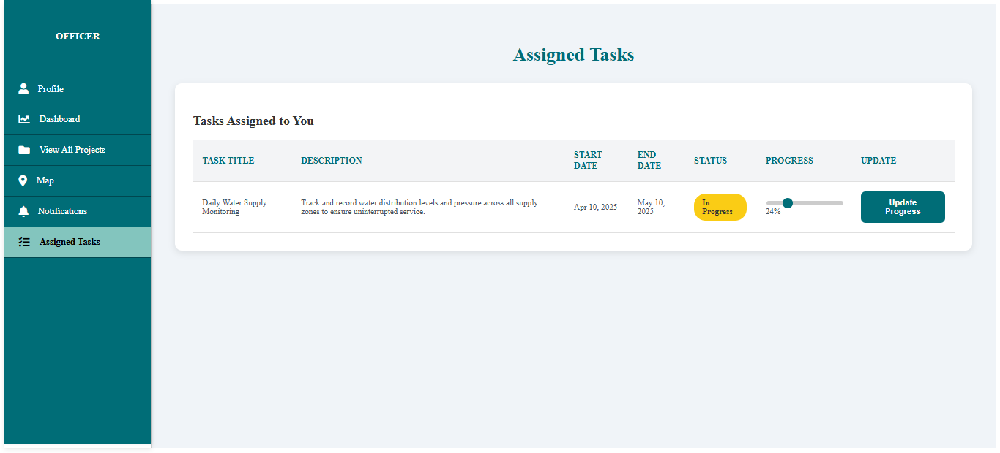 OFFICER
Profile
Dashboard
View All Projects
Map
Notifications
Assigned Tasks
Assigned Tasks
Tasks Assigned to You
TASK TITLE
DESCRIPTION
START
DATE
END
DATE
STATUS
PROGRESS
UPDATE
Daily Water Supply
Monitoring
Track and record water distribution levels and pressure across all supply
zones to ensure uninterrupted service.
Apr 10, 2025
May 10,
2025
In
Progress
24%
Update
Progress